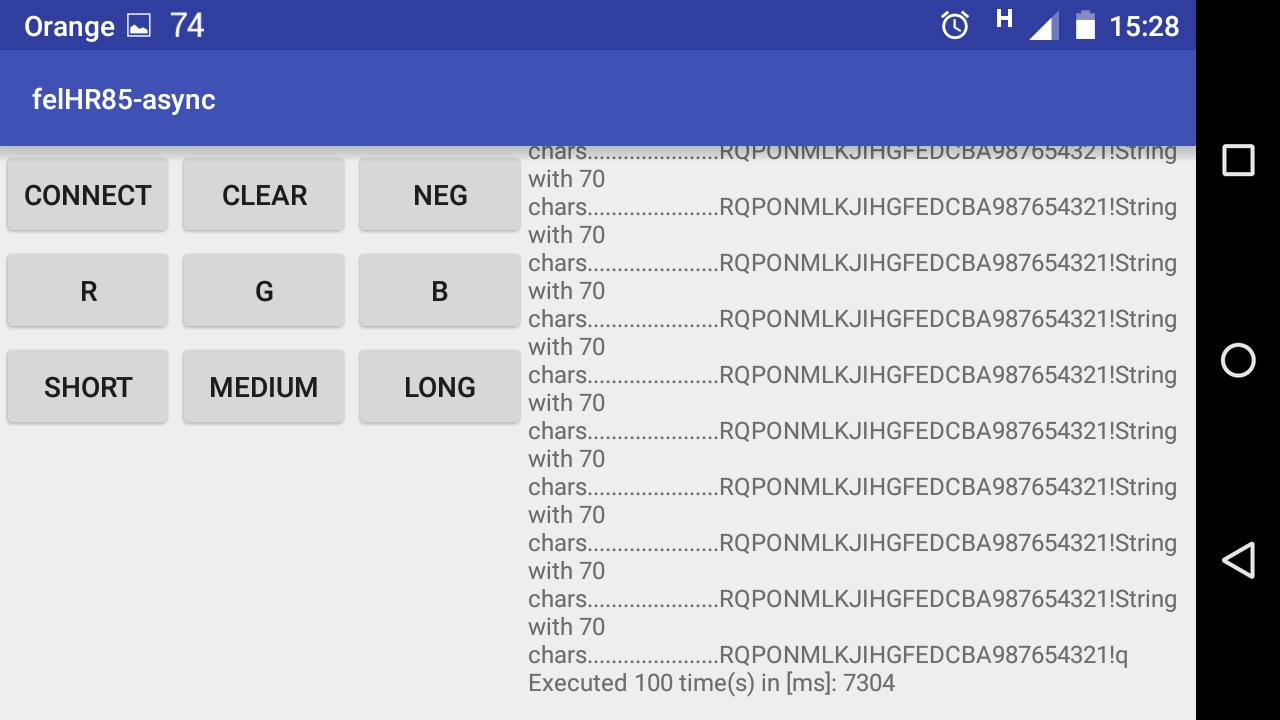 Orange 74 H 15:28
felHR85-async
CONNECT CLEAR NEG
R G B
SHORT MEDIUM LONG
chars......................RQPONMLKJIHGFEDCBA987654321!String
with 70
chars......................RQPONMLKJIHGFEDCBA987654321!String
with 70
chars......................RQPONMLKJIHGFEDCBA987654321!String
with 70
chars......................RQPONMLKJIHGFEDCBA987654321!String
with 70
chars......................RQPONMLKJIHGFEDCBA987654321!String
with 70
chars......................RQPONMLKJIHGFEDCBA987654321!String
with 70
chars......................RQPONMLKJIHGFEDCBA987654321!String
with 70
chars......................RQPONMLKJIHGFEDCBA987654321!String
with 70
chars......................RQPONMLKJIHGFEDCBA987654321!String
with 70
chars......................RQPONMLKJIHGFEDCBA987654321!q
Executed 100 time(s) in [ms]: 7304